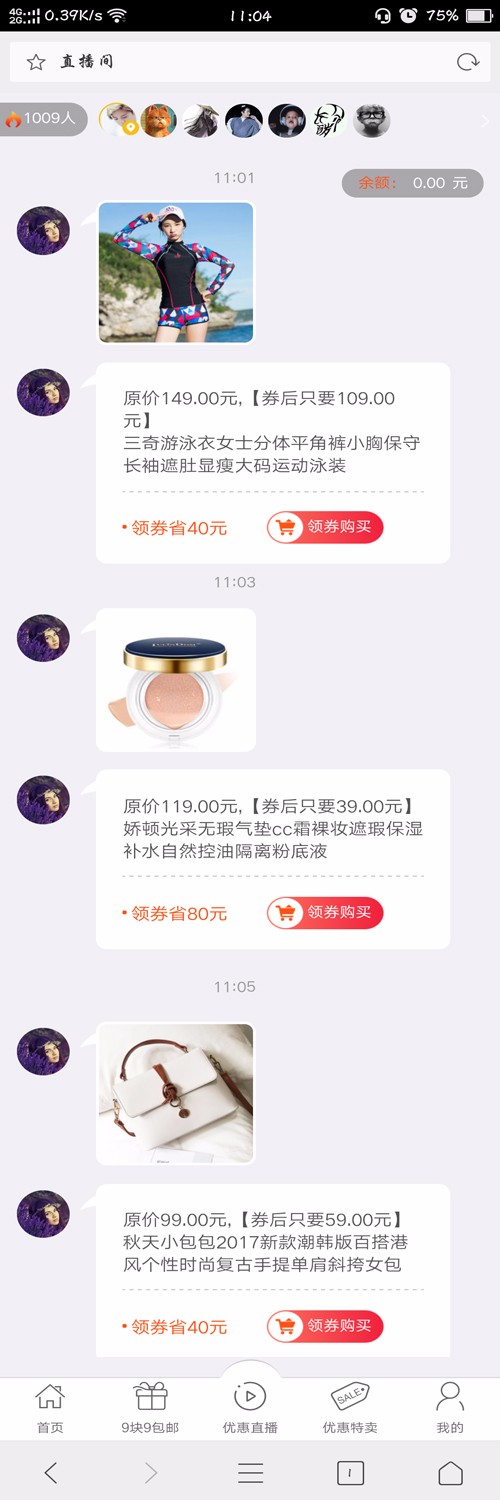 4G 2G 0.39K/s 11:04 75%
直播间
1009人
11:01
余额： 0.00 元
原价149.00元,【券后只要109.00
元】
三奇游泳衣女士分体平角裤小胸保守
长袖遮肚显瘦大码运动泳装
领券省40元 领券购买
11:03
原价119.00元,【券后只要39.00元】
娇顿光采无瑕气垫cc霜裸妆遮瑕保湿
补水自然控油隔离粉底液
领券省80元 领券购买
11:05
原价99.00元,【券后只要59.00元】
秋天小包包2017新款潮韩版百搭港
风个性时尚复古手提单肩斜挎女包
领券省40元 领券购买
SALE
首页 9块9包邮 优惠直播 优惠特卖 我的
1